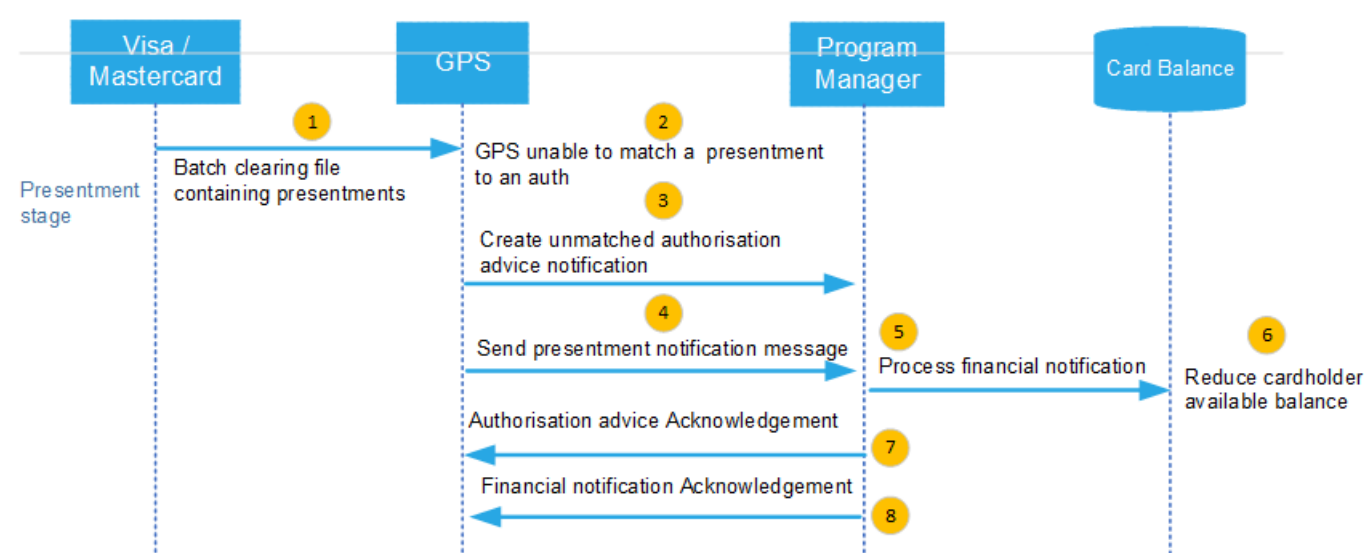 Visa /
Mastercard
GPS
Program
Manager
Card Balance
1
Batch clearing file
containing presentments
2
GPS unable to match a presentment
to an auth
Presentment
stage
3
Create unmatched authorisation
advice notification
4
Send presentment notification message
5
Process financial notification
6
Reduce cardholder
available balance
Authorisation advice Acknowledgement
7
Financial notification Acknowledgement
8